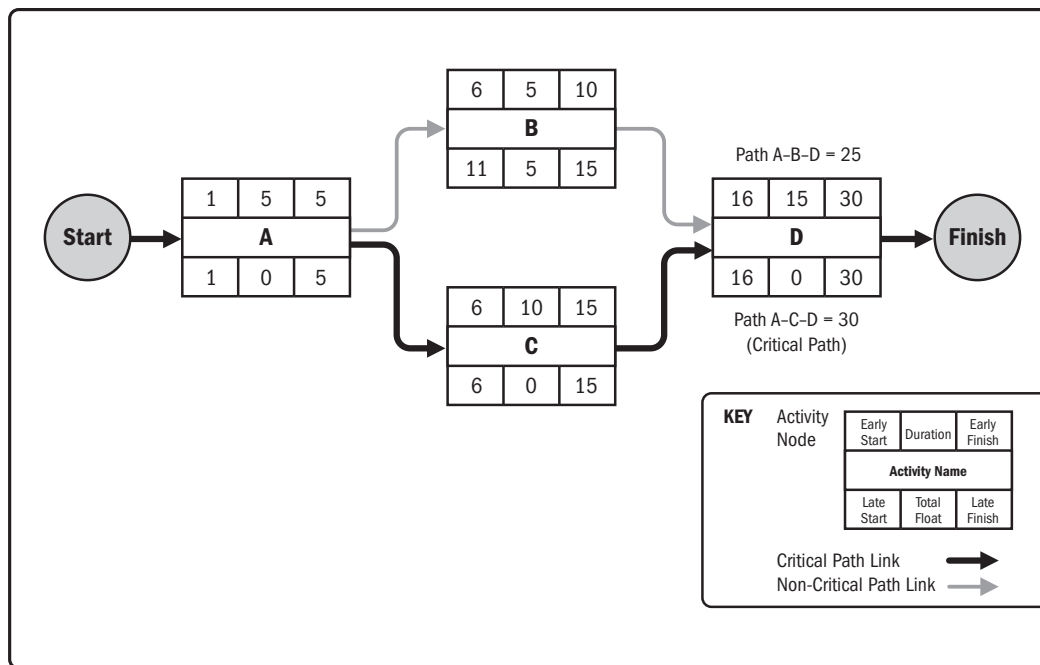 6 5 10
B
11 5 15
Path A–B–D = 25
Start
1 5 5
A
1 0 5
16 15 30
D
16 0 30
Finish
6 10 15
C
6 0 15
Path A–C–D = 30
(Critical Path)
KEY
Activity
Node
Early
Start
Duration
Early
Finish
Activity Name
Late
Start
Total
Float
Late
Finish
Critical Path Link
Non-Critical Path Link